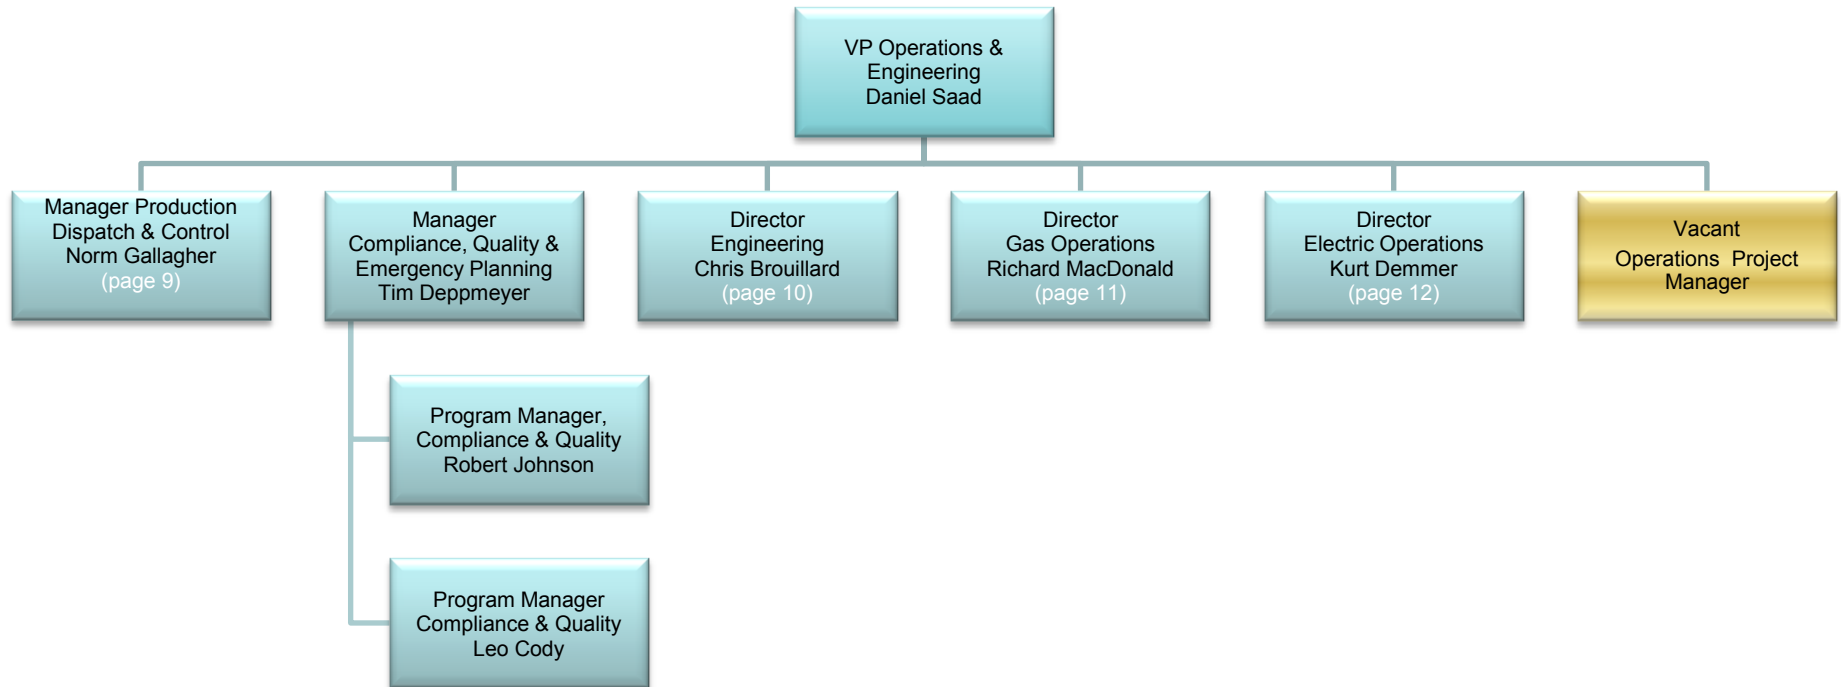 VP Operations &
Engineering
Daniel Saad
Manager Production
Dispatch & Control
Norm Gallagher
(page 9)
Manager
Compliance, Quality &
Emergency Planning
Tim Deppmeyer
Director
Engineering
Chris Brouillard
(page 10)
Director
Gas Operations
Richard MacDonald
(page 11)
Director
Electric Operations
Kurt Demmer
(page 12)
Vacant
Operations  Project
Manager
Program Manager,
Compliance & Quality
Robert Johnson
Program Manager
Compliance & Quality
Leo Cody